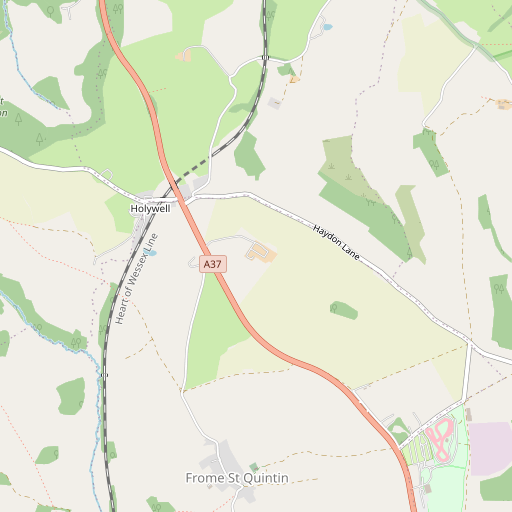 Holywell
Haydon Lane
Heart of Wessex Line
A37
Frome St Quintin